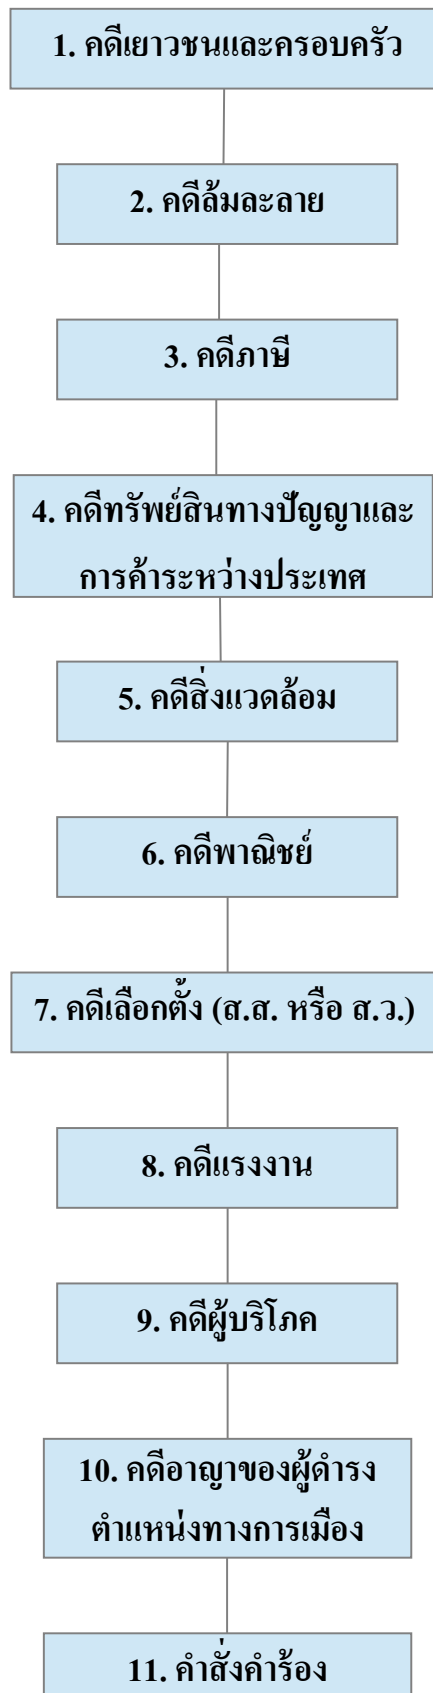 1. คดีเยาวชนและครอบครัว
2. คดีล้มละลาย
3. คดีภาษี
4. คดีทรัพย์สินทางปัญญาและ
การค้าระหว่างประเทศ
5. คดีสิ่งแวดล้อม
6. คดีพาณิชย์
7. คดีเลือกตั้ง (ส.ส. หรือ ส.ว.)
8. คดีแรงงาน
9. คดีผู้บริโภค
10. คดีอาญาของผู้ดำรง
ตำแหน่งทางการเมือง
11. คำสั่งคำร้อง